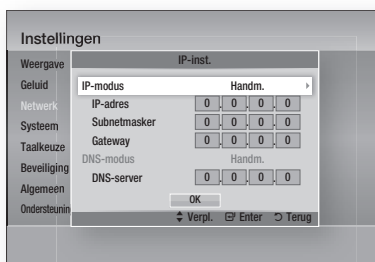 Instellingen
Weergave
Geluid
Netwerk
Systeem
Taalkeuze
Beveiliging
Algemeen
Ondersteunin
IP-inst.
IP-modus Handm.
IP-adres 0 . 0 . 0 . 0
Subnetmasker 0 . 0 . 0 . 0
Gateway 0 . 0 . 0 . 0
DNS-modus Handm.
DNS-server 0 . 0 . 0 . 0
OK
Verpl. Enter Terug